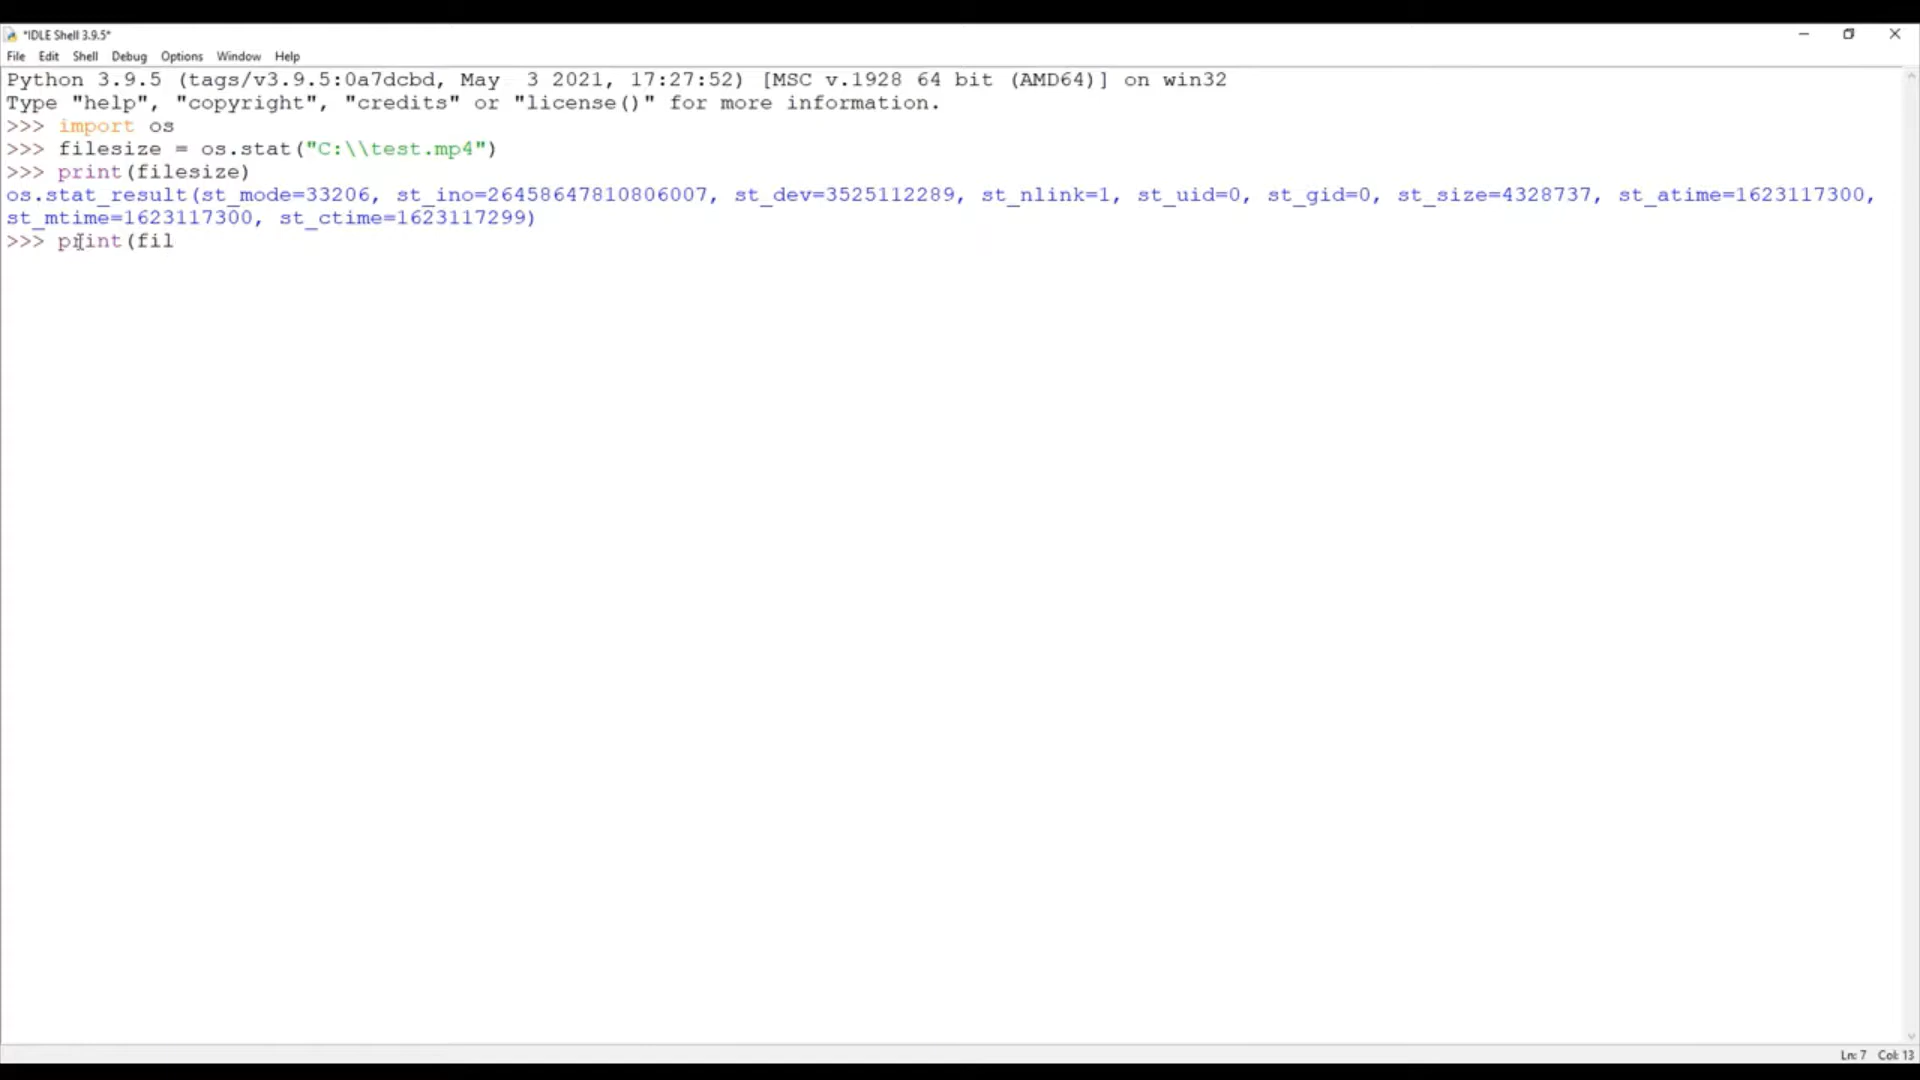 *IDLE Shell 3.9.5*
File Edit Shell Debug Options Window Help
Python 3.9.5 (tags/v3.9.5:0a7dcbd, May  3 2021, 17:27:52) [MSC v.1928 64 bit (AMD64)] on win32
Type "help", "copyright", "credits" or "license()" for more information.
>>> import os
>>> filesize = os.stat("C:\\test.mp4")
>>> print(filesize)
os.stat_result(st_mode=33206, st_ino=26458647810806007, st_dev=3525112289, st_nlink=1, st_uid=0, st_gid=0, st_size=4328737, st_atime=1623117300,
st_mtime=1623117300, st_ctime=1623117299)
>>> print(fil
Ln: 7 Col: 13